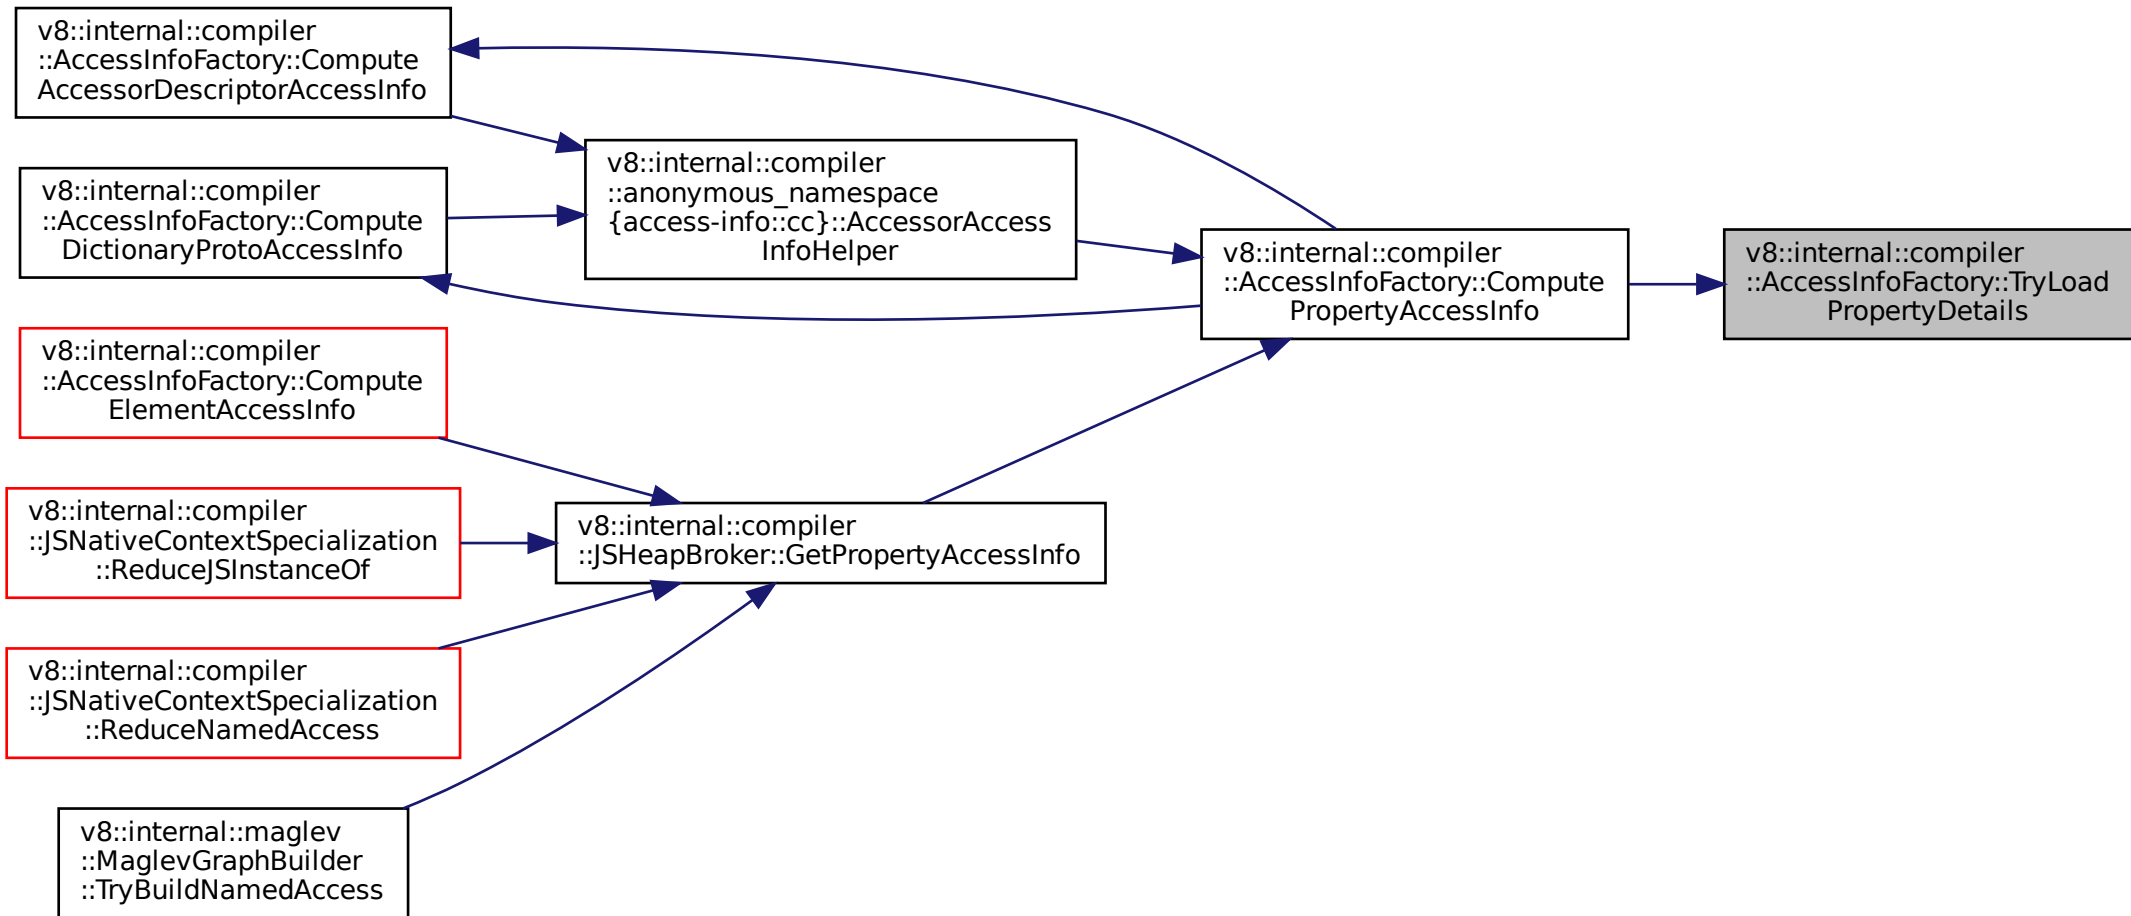 v8::internal::compiler
::AccessInfoFactory::Compute
AccessorDescriptorAccessInfo
v8::internal::compiler
::anonymous_namespace
{access-info::cc}::AccessorAccess
InfoHelper
v8::internal::compiler
::AccessInfoFactory::Compute
DictionaryProtoAccessInfo
v8::internal::compiler
::AccessInfoFactory::Compute
PropertyAccessInfo
v8::internal::compiler
::AccessInfoFactory::TryLoad
PropertyDetails
v8::internal::compiler
::AccessInfoFactory::Compute
ElementAccessInfo
v8::internal::compiler
::JSNativeContextSpecialization
::ReduceJSInstanceOf
v8::internal::compiler
::JSHeapBroker::GetPropertyAccessInfo
v8::internal::compiler
::JSNativeContextSpecialization
::ReduceNamedAccess
v8::internal::maglev
::MaglevGraphBuilder
::TryBuildNamedAccess